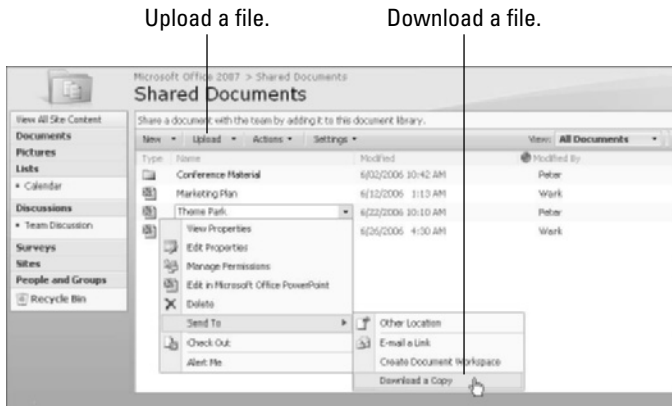 Upload a file. Download a file.
Microsoft Office 2007 > Shared Documents
Shared Documents
View All Site Content
Share a document with the team by adding it to this document library.
Documents
New Upload Actions Settings View: All Documents
Pictures
Type Name Modified Modified By
Lists
Conference Material 6/02/2006 10:42 AM Peter
• Calendar
Marketing Plan 6/12/2006 1:13 AM Wark
Discussions
Theme Park 6/22/2006 10:10 AM Peter
• Team Discussion
View Properties 6/26/2006 4:30 AM Wark
Surveys
Edit Properties
Sites
Manage Permissions
People and Groups
Edit in Microsoft Office PowerPoint
Recycle Bin
Delete
Send To Other Location
Check Out E-mail a Link
Alert Me Create Document Workspace
Download a Copy